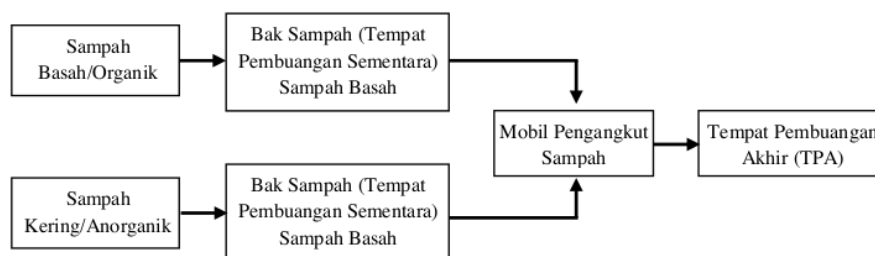 Sampah
Basah/Organik
Bak Sampah (Tempat
Pembuangan Sementara)
Sampah Basah
Mobil Pengangkut
Sampah
Tempat Pembuangan
Akhir (TPA)
Sampah
Kering/Anorganik
Bak Sampah (Tempat
Pembuangan Sementara)
Sampah Basah